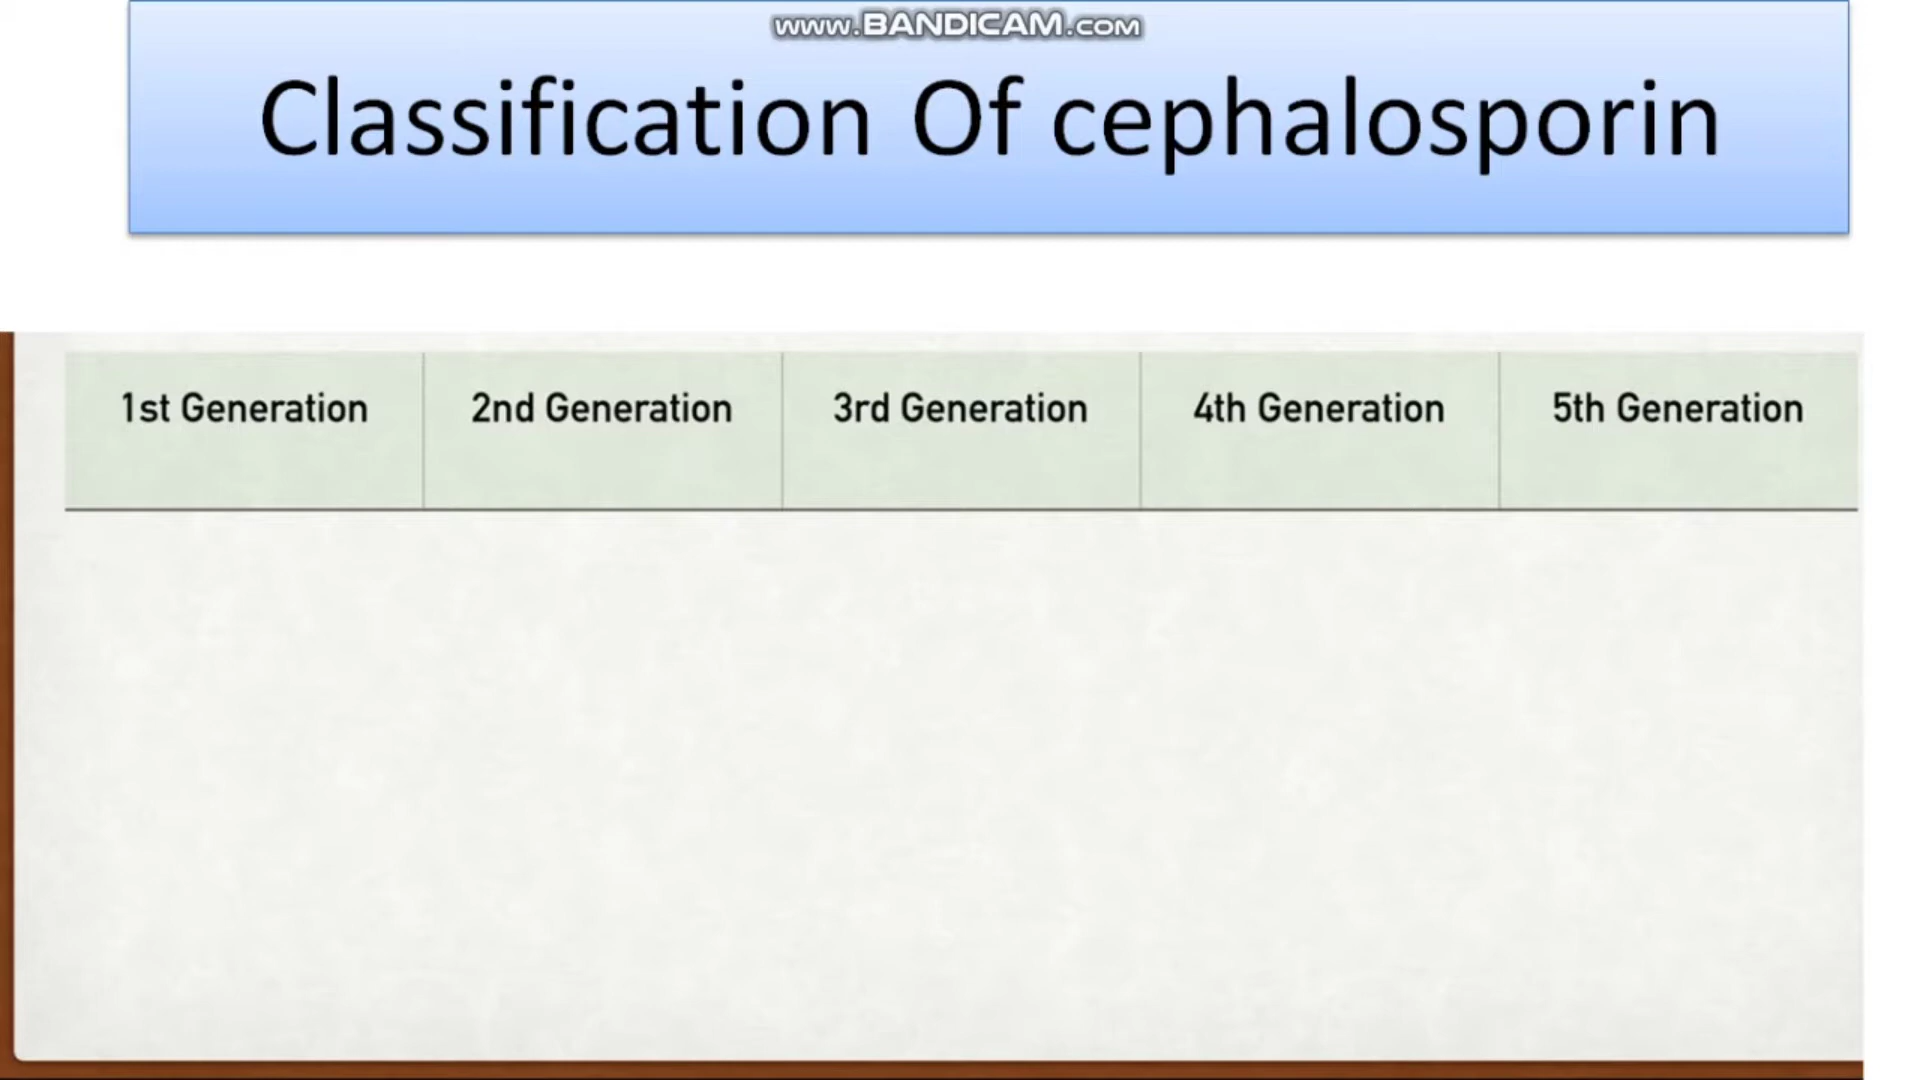 www.BANDICAM.com
Classification Of cephalosporin
1st Generation 2nd Generation 3rd Generation 4th Generation 5th Generation